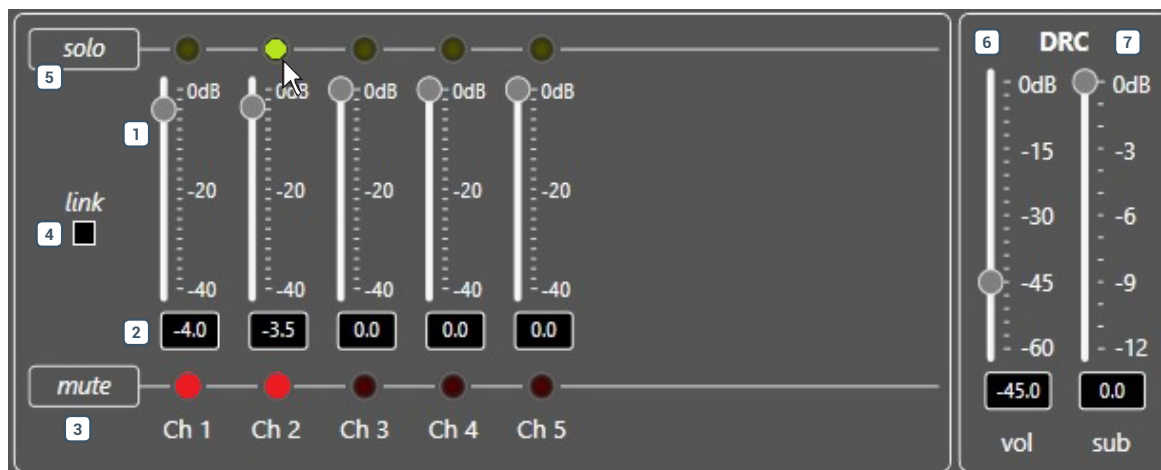 solo
5
0dB 0dB 0dB 0dB 0dB
1
-20 -20 -20 -20 -20
link
4
-40 -40 -40 -40 -40
2 -4.0 -3.5 0.0 0.0 0.0
mute
3 Ch 1 Ch 2 Ch 3 Ch 4 Ch 5
6 DRC 7
0dB 0dB
-15 -3
-30 -6
-45 -9
-60 -12
-45.0 0.0
vol sub